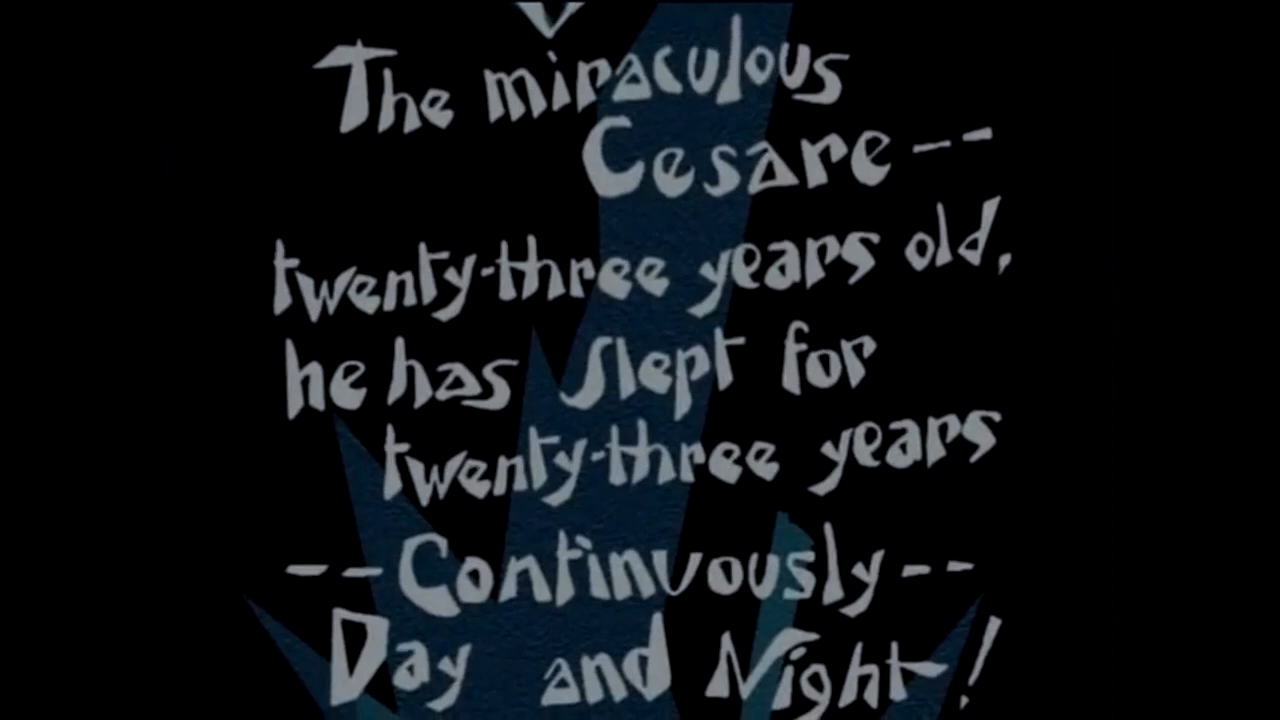 The miraculous
Cesare--
twenty-three years old,
he has slept for
twenty-three years
--Continuously--
Day and Night!